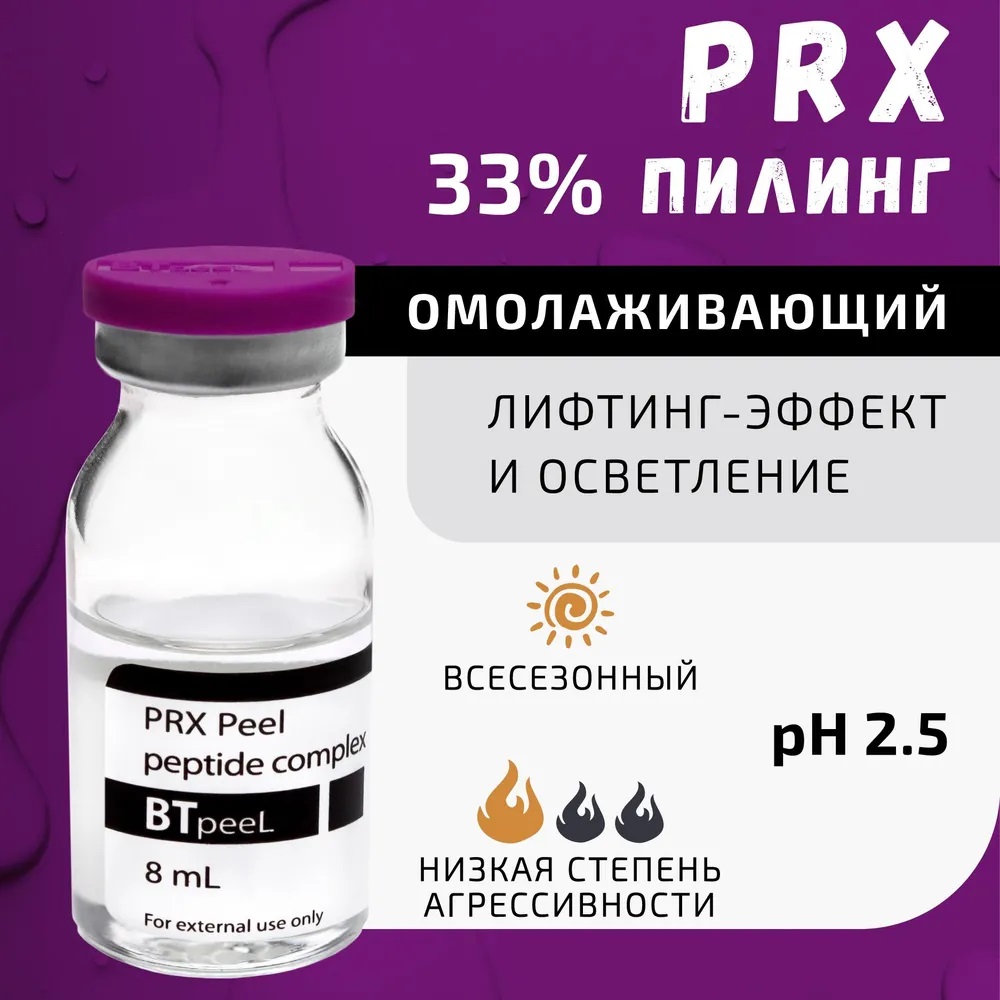 PRX
33% ПИЛИНГ
ОМОЛАЖИВАЮЩИЙ
ЛИФТИНГ-ЭФФЕКТ
И ОСВЕТЛЕНИЕ
ВСЕСЕЗОННЫЙ
pH 2.5
НИЗКАЯ СТЕПЕНЬ
АГРЕССИВНОСТИ
PRX Peel
peptide complex
BTpeeL
8 mL
For external use only